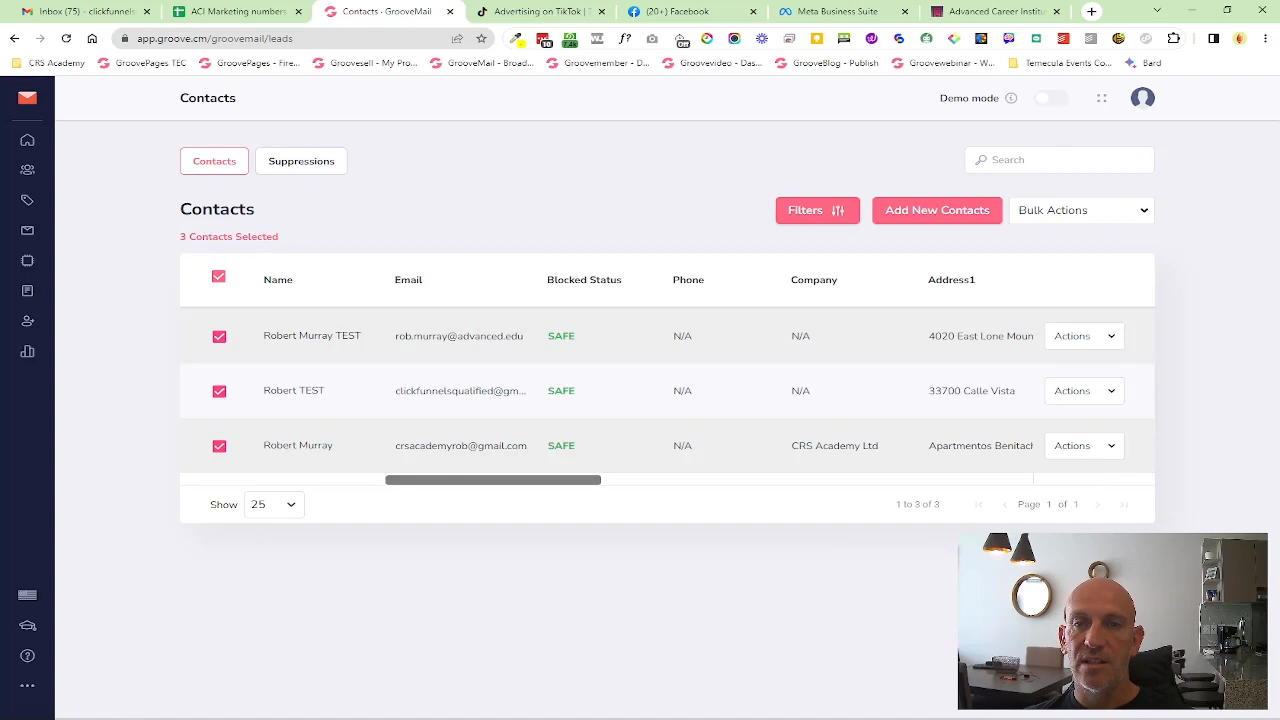 Inbox (7) - clickfunnels
ACI Marketing numbers
Contacts - GrooveMail
Advertising on TikTok | T
(20+) Facebook
Meta Business Suite
Advanced Career Institu
app.groove.cm/groovemail/leads
CRS Academy
GroovePages TEC
GroovePages - Fire...
Groovesell - My Pro...
GrooveMail - Broad...
Groovemember - D...
Groovevideo - Das...
GrooveBlog - Publish
Groovewebinar - W...
Temecula Events Co...
Bard
Contacts
Demo mode
Contacts
Suppressions
Search
Contacts
Filters
Add New Contacts
Bulk Actions
3 Contacts Selected
Name Email Blocked Status Phone Company Address1
Robert Murray TEST rob.murray@advanced.edu SAFE N/A N/A 4020 East Lone Moun Actions
Robert TEST clickfunnelsqualified@gm... SAFE N/A N/A 33700 Calle Vista Actions
Robert Murray crsacademyrob@gmail.com SAFE N/A CRS Academy Ltd Apartmentos Benitach Actions
Show 25
1 to 3 of 3 Page 1 of 1